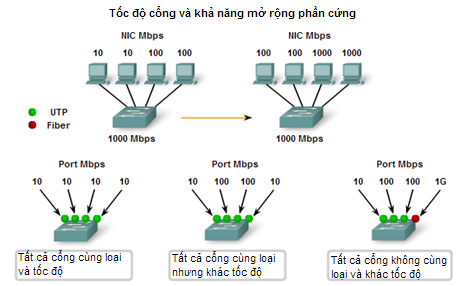 Tốc độ cổng và khả năng mở rộng phần cứng
NIC Mbps
10 10 100 100
NIC Mbps
100 100 1000 1000
UTP
Fiber
1000 Mbps
1000 Mbps
Port Mbps
10 10 10 10
Port Mbps
10 100 100 10
Port Mbps
10 100 100 1G
Tất cả cổng cùng loại
và tốc độ
Tất cả cổng cùng loại
nhưng khác tốc độ
Tất cả cổng không cùng
loại và khác tốc độ